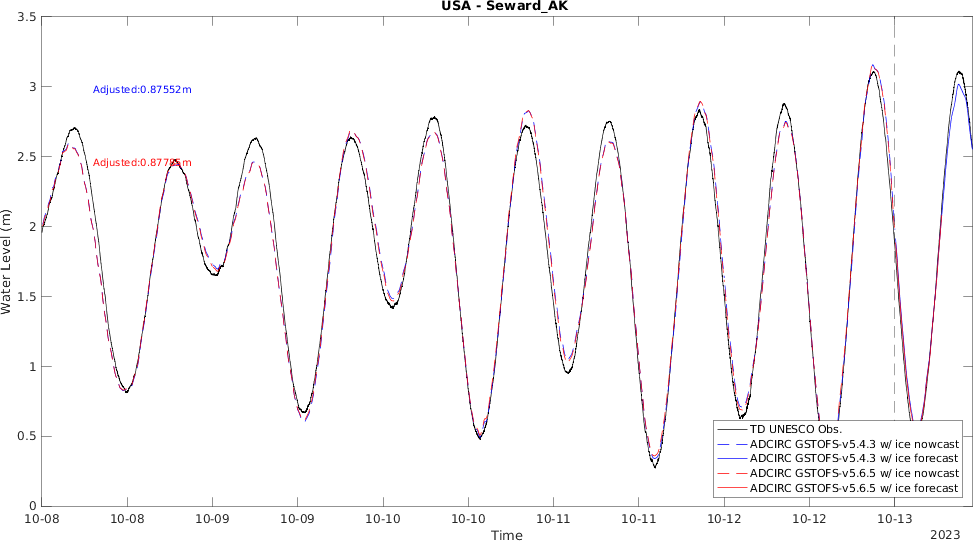 USA - Seward_AK
3.5
3
2.5
2
1.5
1
0.5
0
Water Level (m)
Adjusted:0.87552m
TD UNESCO Obs.
ADCIRC GSTOFS-v5.4.3 w/ ice nowcast
ADCIRC GSTOFS-v5.4.3 w/ ice forecast
ADCIRC GSTOFS-v5.6.5 w/ ice nowcast
ADCIRC GSTOFS-v5.6.5 w/ ice forecast
10-08 10-08 10-09 10-09 10-10 10-10 10-11 10-11 10-12 10-12 10-13
Time
2023